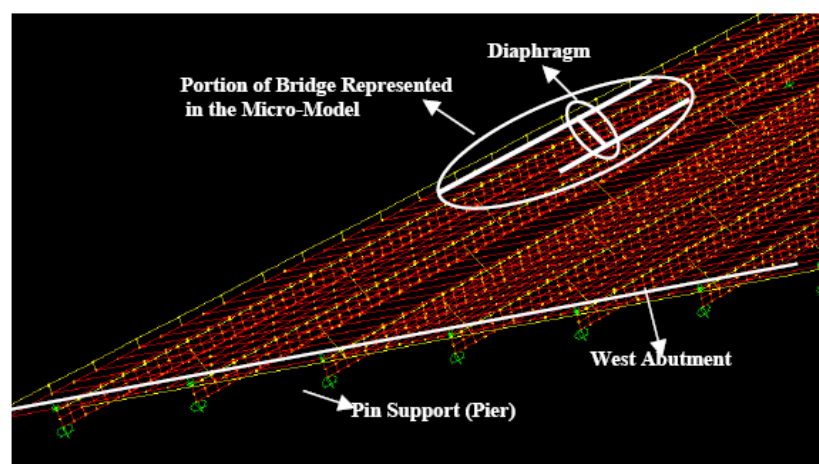 Diaphragm
Portion of Bridge Represented
in the Micro-Model
West Abutment
Pin Support (Pier)